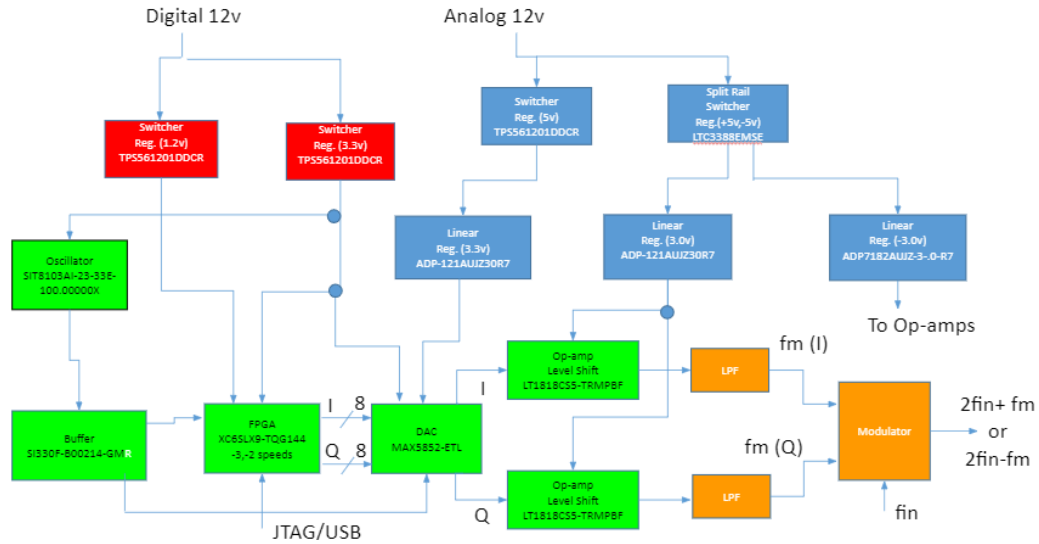 Digital 12v
Analog 12v
Switcher
Reg. (1.2v)
TPS561201DDCR
Switcher
Reg. (3.3v)
TPS561201DDCR
Switcher
Reg. (5v)
TPS561201DDCR
Split Rail
Switcher
Reg.(+5v,-5v)
LTC3388EMSE
Oscillator
SIT8103AI-23-33E-
100.00000X
Linear
Reg. (3.3v)
ADP-121AUJZ30R7
Linear
Reg. (3.0v)
ADP-121AUJZ30R7
Linear
Reg. (-3.0v)
ADP7182AUJZ-3-.0-R7
To Op-amps
Buffer
SI330F-B00214-GMR
FPGA
XC6SLX9-TQG144
-3,-2 speeds
I
8
Q
8
DAC
MAX5852-ETL
I
Q
Op-amp
Level Shift
LT1818CS5-TRMPBF
Op-amp
Level Shift
LT1818CS5-TRMPBF
fm (I)
LPF
fm (Q)
LPF
Modulator
2fin+ fm
or
2fin-fm
fin
JTAG/USB